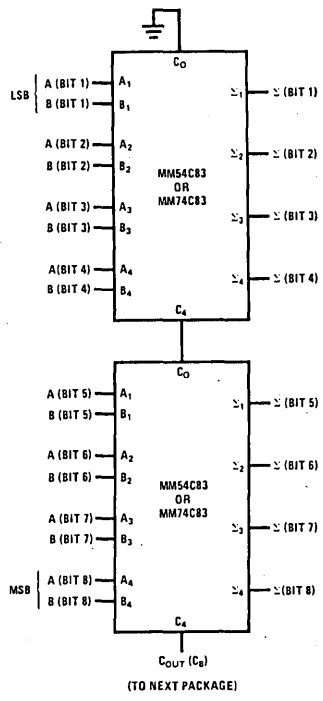 C0
LSB
A (BIT 1) A1 Σ1 Σ (BIT 1)
B (BIT 1) B1
A (BIT 2) A2 Σ2 Σ (BIT 2)
B (BIT 2) B2
MM54C83
OR
MM74C83
A (BIT 3) A3 Σ3 Σ (BIT 3)
B (BIT 3) B3
A(BIT 4) A4 Σ4 Σ (BIT 4)
B (BIT 4) B4
C4
C0
A (BIT 5) A1 Σ1 Σ (BIT 5)
B (BIT 5) B1
A (BIT 6) A2 Σ2 Σ (BIT 6)
B (BIT 6) B2
MM54C83
OR
MM74C83
A (BIT 7) A3 Σ3 Σ (BIT 7)
B (BIT 7) B3
MSB
A (BIT 8) A4 Σ4 Σ(BIT 8)
B (BIT 8) B4
C4
COUT (C8)
(TO NEXT PACKAGE)